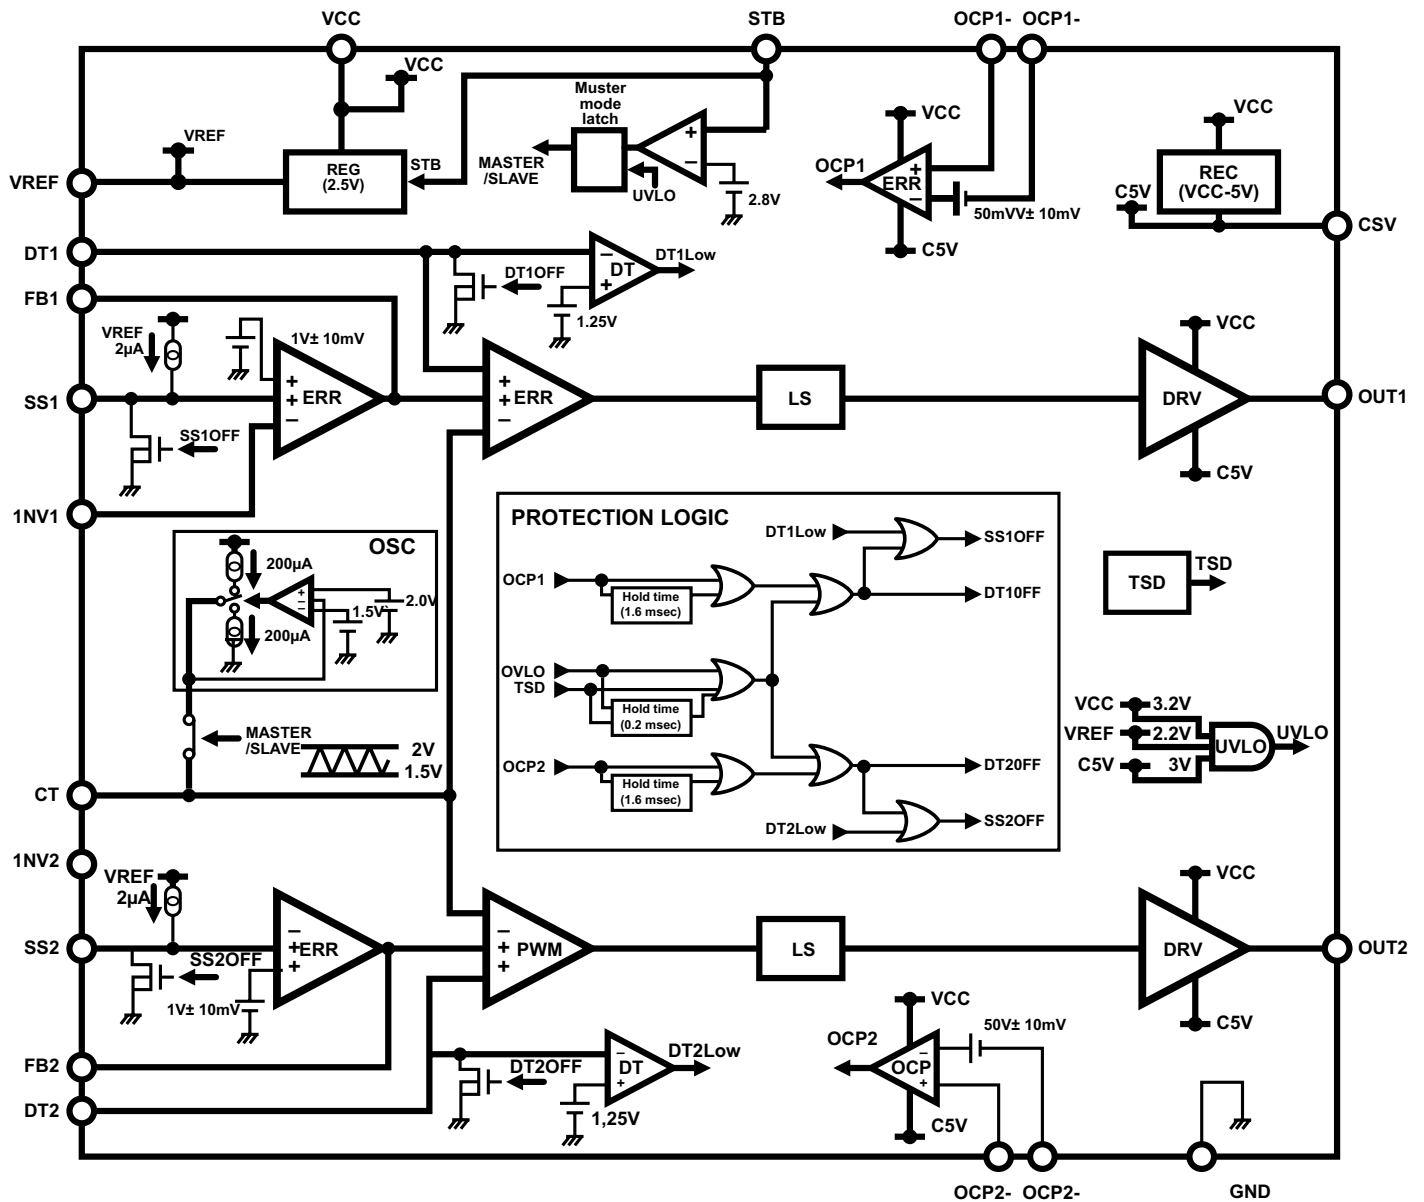 VCC
STB
OCP1-
OCP1-
VCC
VREF
VREF
REG
(2.5V)
STB
Muster
mode
latch
MASTER
/SLAVE
UVLO
+
−
2.8V
VCC
OCP1
+
ERR
−
50mVV± 10mV
C5V
VCC
REC
(VCC-5V)
C5V
CSV
DT1
DT1OFF
−
DT
+
DT1Low
1.25V
FB1
VREF
2µA
1V± 10mV
+
+
−
ERR
+
+
−
ERR
LS
VCC
DRV
C5V
OUT1
SS1
SS1OFF
1NV1
OSC
200µA
200µA
+
−
−
1.5V
2.0V
MASTER
/SLAVE
2V
1.5V
PROTECTION LOGIC
DT1Low
SS1OFF
OCP1
Hold time
(1.6 msec)
DT10FF
OVLO
TSD
Hold time
(0.2 msec)
OCP2
Hold time
(1.6 msec)
DT20FF
DT2Low
SS2OFF
TSD
TSD
VCC
3.2V
VREF
2.2V
C5V
3V
UVLO
UVLO
CT
1NV2
VREF
2µA
SS2
SS2OFF
1V± 10mV
−
+
+
ERR
−
+
+
PWM
LS
VCC
DRV
C5V
OUT2
FB2
DT2
DT2OFF
−
DT
+
DT2Low
1,25V
VCC
OCP2
−
OCP
+
50V± 10mV
C5V
OCP2-
OCP2-
GND